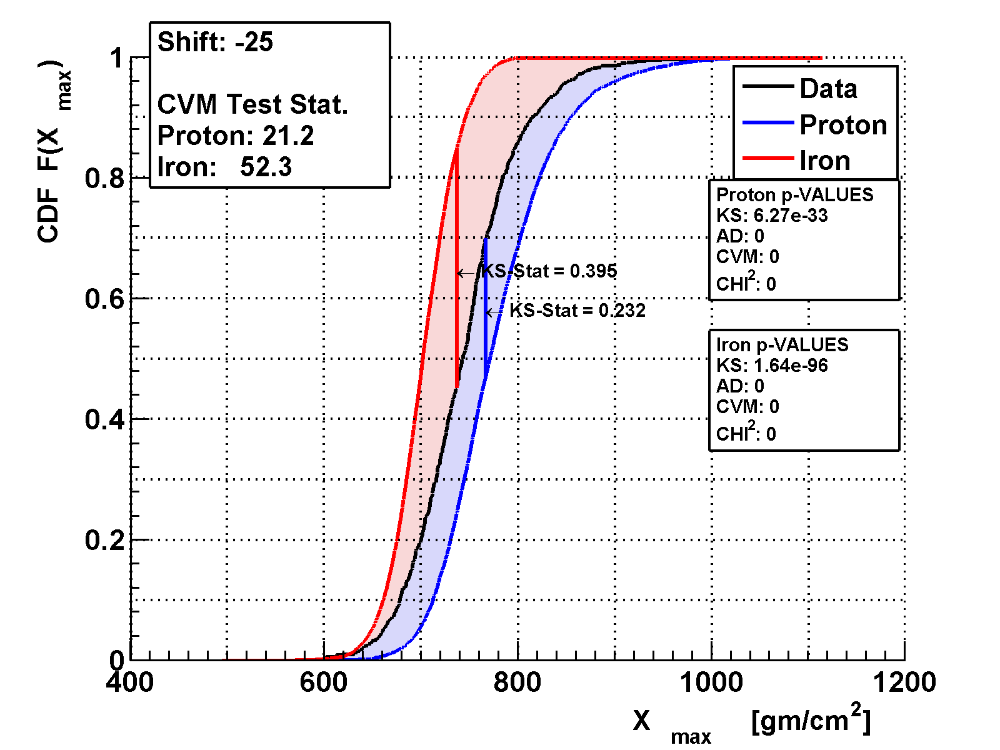 Shift: -25
CVM Test Stat.
Proton: 21.2
Iron: 52.3
CDF F(X max)
1
0.8
0.6
0.4
0.2
0
400
600
800
1000
1200
X max [gm/cm²]
Data
Proton
Iron
Proton p-VALUES
KS: 6.27e-33
AD: 0
CVM: 0
CHI²: 0
← KS-Stat = 0.395
← KS-Stat = 0.232
Iron p-VALUES
KS: 1.64e-96
AD: 0
CVM: 0
CHI²: 0